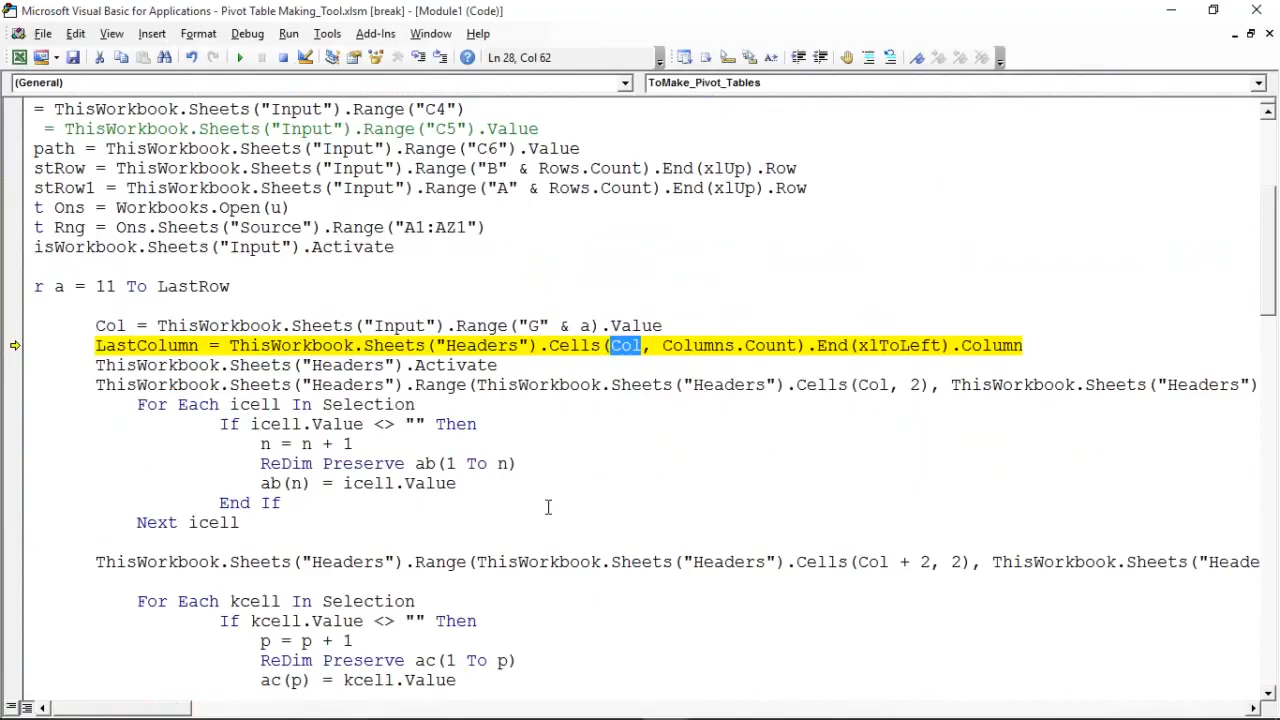 Microsoft Visual Basic for Applications - Pivot Table Making_Tool.xlsm [break] - [Module1 (Code)]
File Edit View Insert Format Debug Run Tools Add-Ins Window Help
Ln 28, Col 62
(General) ToMake_Pivot_Tables
= ThisWorkbook.Sheets("Input").Range("C4")
= ThisWorkbook.Sheets("Input").Range("C5").Value
path = ThisWorkbook.Sheets("Input").Range("C6").Value
stRow = ThisWorkbook.Sheets("Input").Range("B" & Rows.Count).End(xlUp).Row
stRow1 = ThisWorkbook.Sheets("Input").Range("A" & Rows.Count).End(xlUp).Row
t Ons = Workbooks.Open(u)
t Rng = Ons.Sheets("Source").Range("A1:AZ1")
isWorkbook.Sheets("Input").Activate
r a = 11 To LastRow
Col = ThisWorkbook.Sheets("Input").Range("G" & a).Value
LastColumn = ThisWorkbook.Sheets("Headers").Cells(Col, Columns.Count).End(xlToLeft).Column
ThisWorkbook.Sheets("Headers").Activate
ThisWorkbook.Sheets("Headers").Range(ThisWorkbook.Sheets("Headers").Cells(Col, 2), ThisWorkbook.Sheets("Headers")
For Each icell In Selection
If icell.Value <> "" Then
n = n + 1
ReDim Preserve ab(1 To n)
ab(n) = icell.Value
End If
Next icell
ThisWorkbook.Sheets("Headers").Range(ThisWorkbook.Sheets("Headers").Cells(Col + 2, 2), ThisWorkbook.Sheets("Heade
For Each kcell In Selection
If kcell.Value <> "" Then
p = p + 1
ReDim Preserve ac(1 To p)
ac(p) = kcell.Value